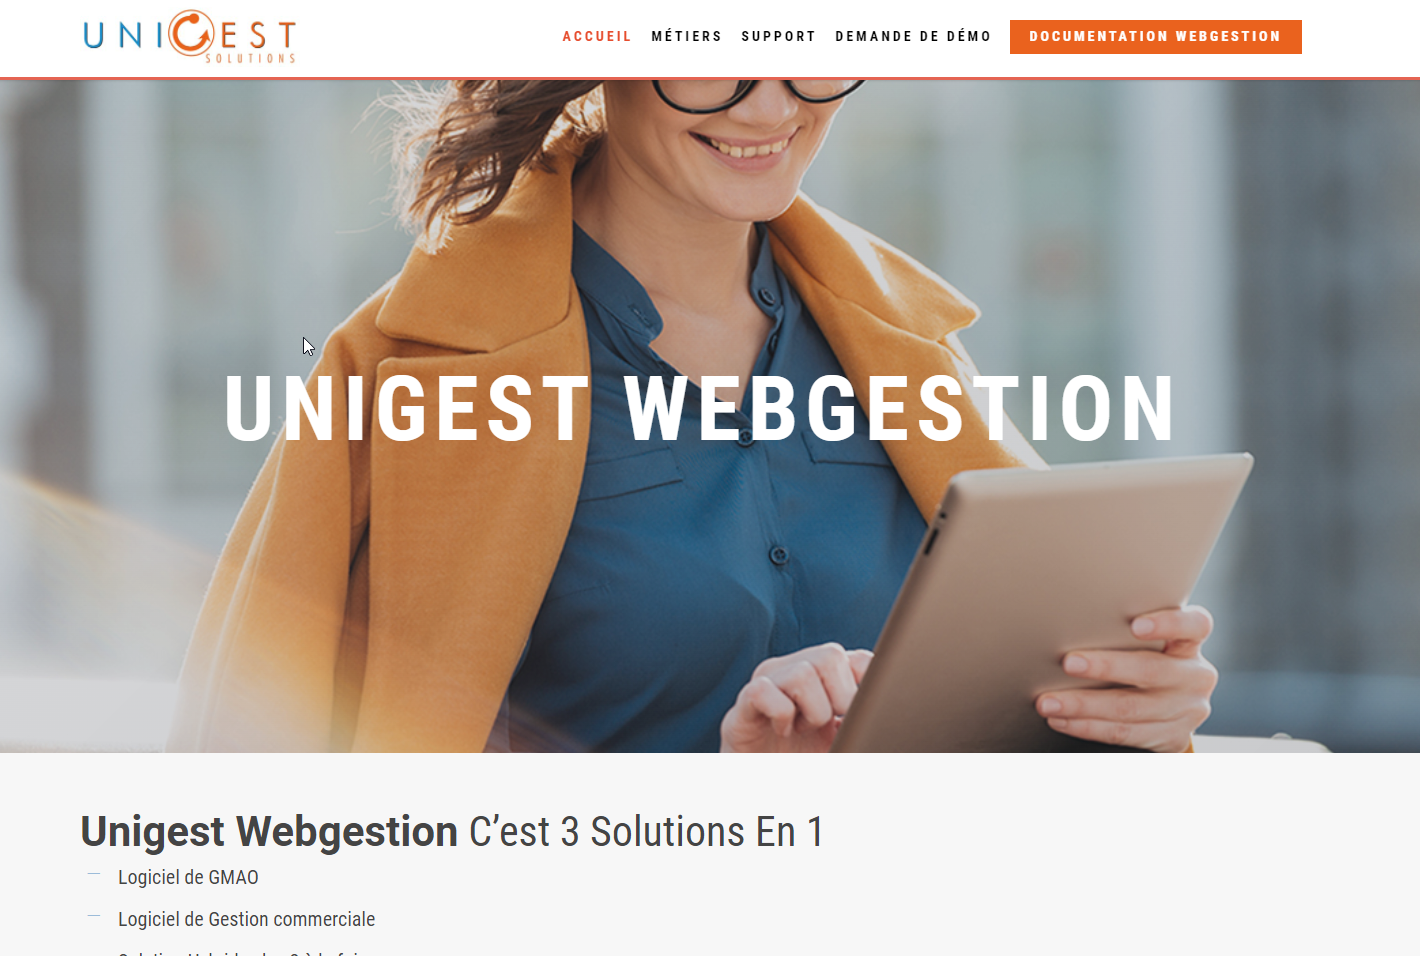 UNIGEST
SOLUTIONS
ACCUEIL MÉTIERS SUPPORT DEMANDE DE DÉMO DOCUMENTATION WEBGESTION
UNIGEST WEBGESTION
Unigest Webgestion C’est 3 Solutions En 1
Logiciel de GMAO
Logiciel de Gestion commerciale